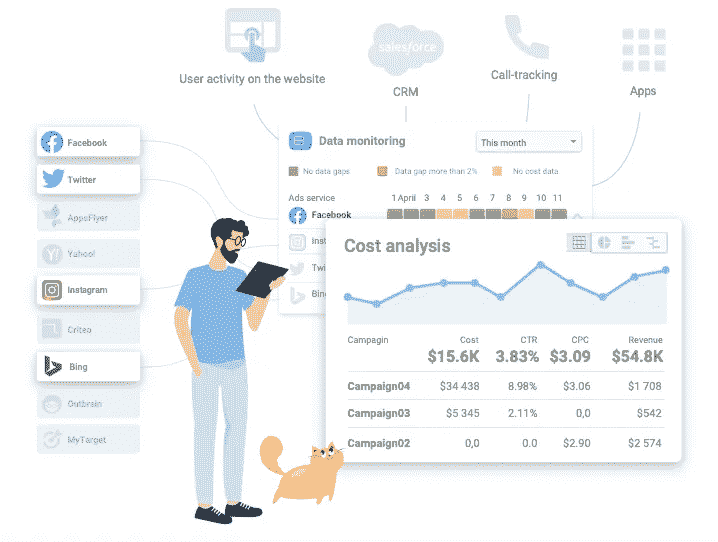 User activity on the website
salesforce
CRM
Call-tracking
Apps
Facebook
Twitter
AppsFlyer
Yahoo!
Instagram
Criteo
Bing
Outbrain
MyTarget
Data monitoring
This month
No data gaps
Data gap more than 2%
No cost data
Ads service
1 April 3 4 5 6 7 8 9 10 11
Facebook
Inst
Twi
Bing
Cost analysis
Campagin Cost CTR CPC Revenue
$15.6K 3.83% $3.09 $54.8K
Campaign04 $34 438 8.98% $3.06 $1 708
Campaign03 $5 345 2.11% 0,0 $542
Campaign02 0,0 0.0 $2.90 $2 574